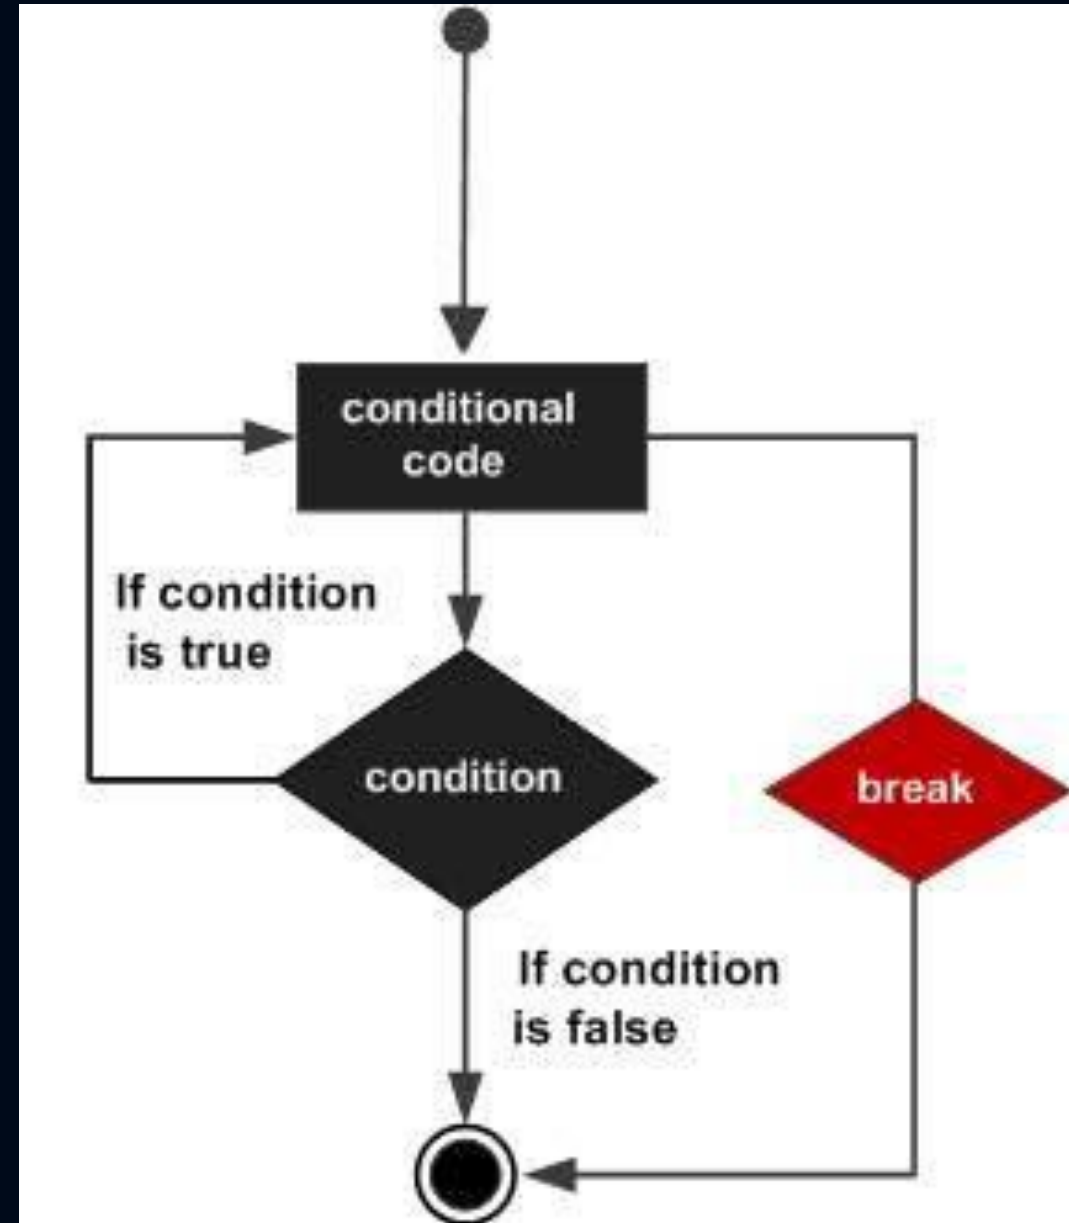 conditional
code
If condition
is true
condition
break
If condition
is false